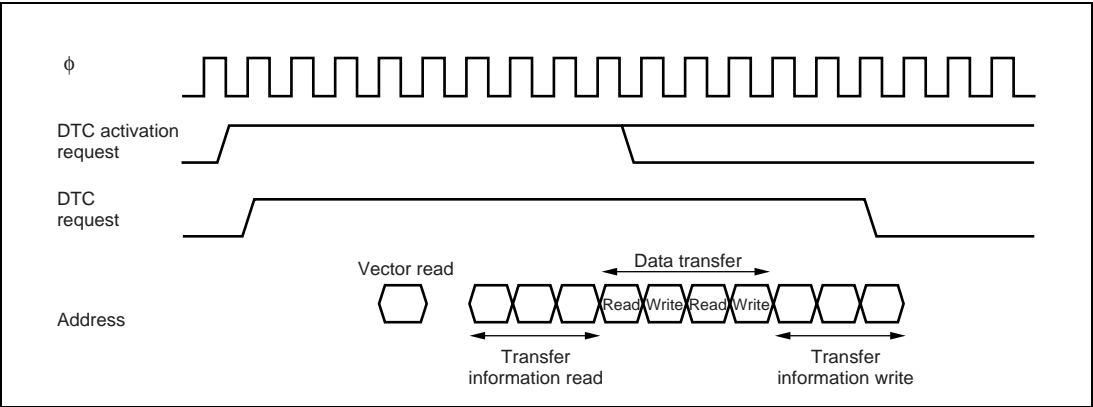 ϕ
DTC activation
request
DTC
request
Vector read
Data transfer
Address
Read Write Read Write
Transfer
information read
Transfer
information write